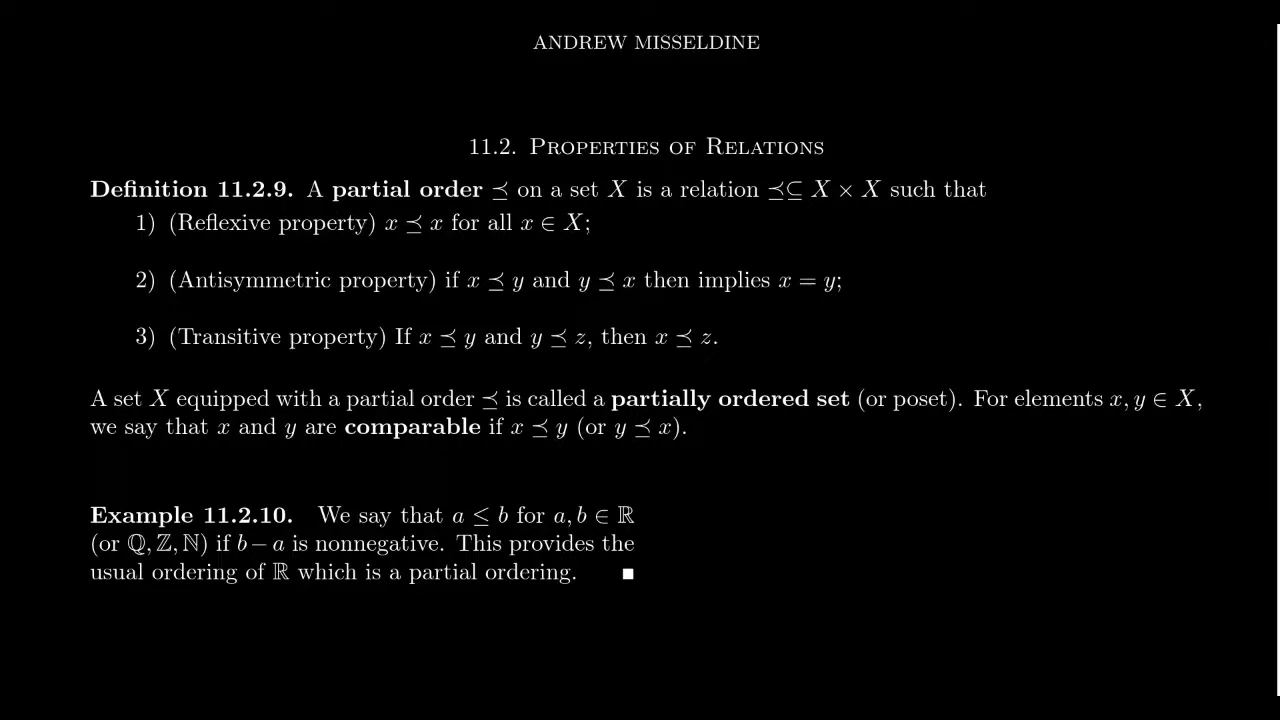 ANDREW MISSELDINE
11.2. PROPERTIES OF RELATIONS
Definition 11.2.9. A partial order ⪯ on a set X is a relation ⪯⊆ X × X such that
1) (Reflexive property) x ⪯ x for all x ∈ X;
2) (Antisymmetric property) if x ⪯ y and y ⪯ x then implies x = y;
3) (Transitive property) If x ⪯ y and y ⪯ z, then x ⪯ z.
A set X equipped with a partial order ⪯ is called a partially ordered set (or poset). For elements x, y ∈ X,
we say that x and y are comparable if x ⪯ y (or y ⪯ x).
Example 11.2.10. We say that a ≤ b for a, b ∈ ℝ
(or ℚ, ℤ, ℕ) if b − a is nonnegative. This provides the
usual ordering of ℝ which is a partial ordering. ■